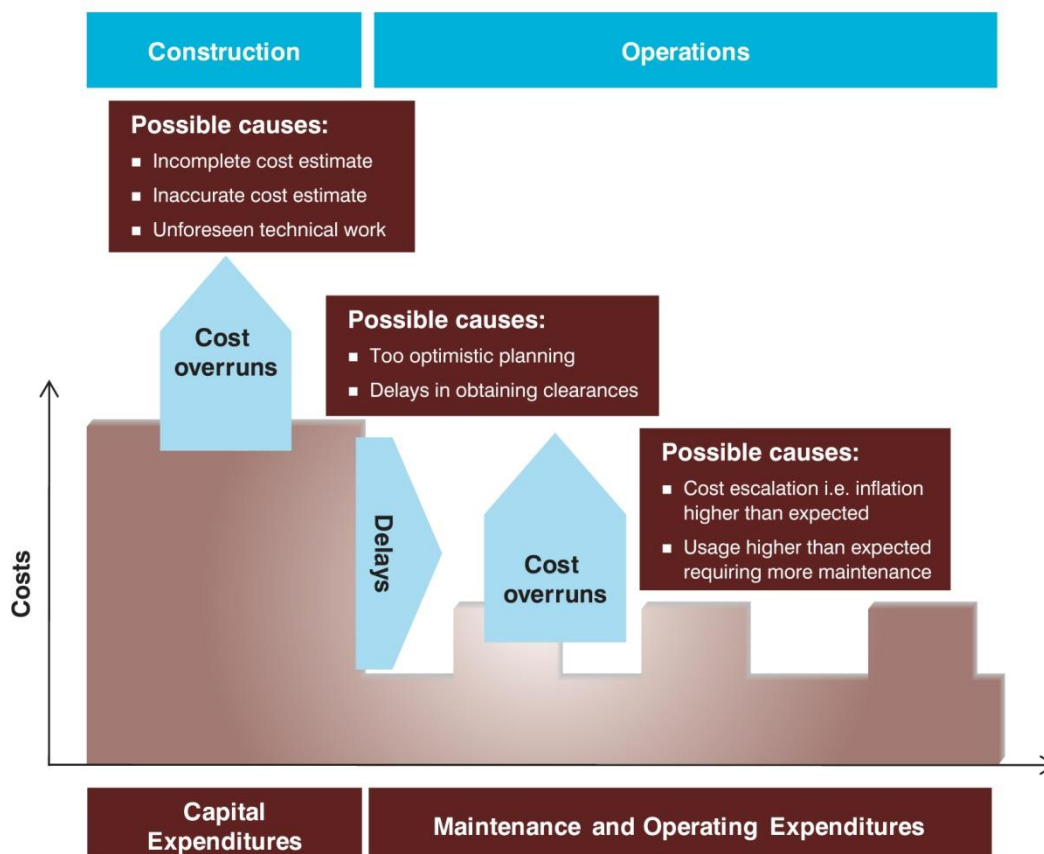 Construction
Operations
Possible causes:
▪ Incomplete cost estimate
▪ Inaccurate cost estimate
▪ Unforeseen technical work
Cost
overruns
Possible causes:
▪ Too optimistic planning
▪ Delays in obtaining clearances
Possible causes:
▪ Cost escalation i.e. inflation
higher than expected
▪ Usage higher than expected
requiring more maintenance
Delays
Cost
overruns
Costs
Capital
Expenditures
Maintenance and Operating Expenditures